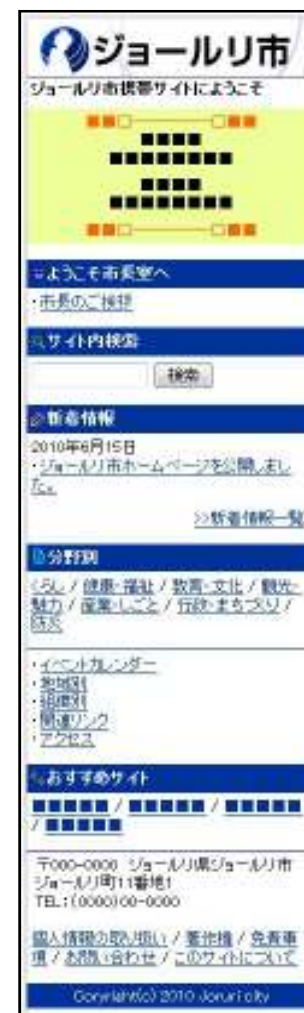 ジョールリ市
ジョールリ市携帯サイトにようこそ
■■□―――□■■
■■■■
■■■■■■■■
■■■■
■■■■■■■■
■■□―――□■■
ようこそ市長室へ
・市長のご挨拶
サイト内検索
検索
新着情報
2010年6月15日
・ジョールリ市ホームページを公開しまし
た。
>>新着情報一覧
分野別
くらし / 健康・福祉 / 教育・文化 / 観光・
魅力 / 産業・しごと / 行政・まちづくり /
防災
・イベントカレンダー
・地域別
・組織別
・関連リンク
・アクセス
おすすめサイト
■■■■■ / ■■■■■ / ■■■■■
/ ■■■■■
〒000-0000 ジョールリ県ジョールリ市
ジョールリ町11番地1
TEL:(0000)00-0000
個人情報の取り扱い / 著作権 / 免責事
項 / お問い合わせ / このサイトについて
Copyright(c) 2010 Joruri city